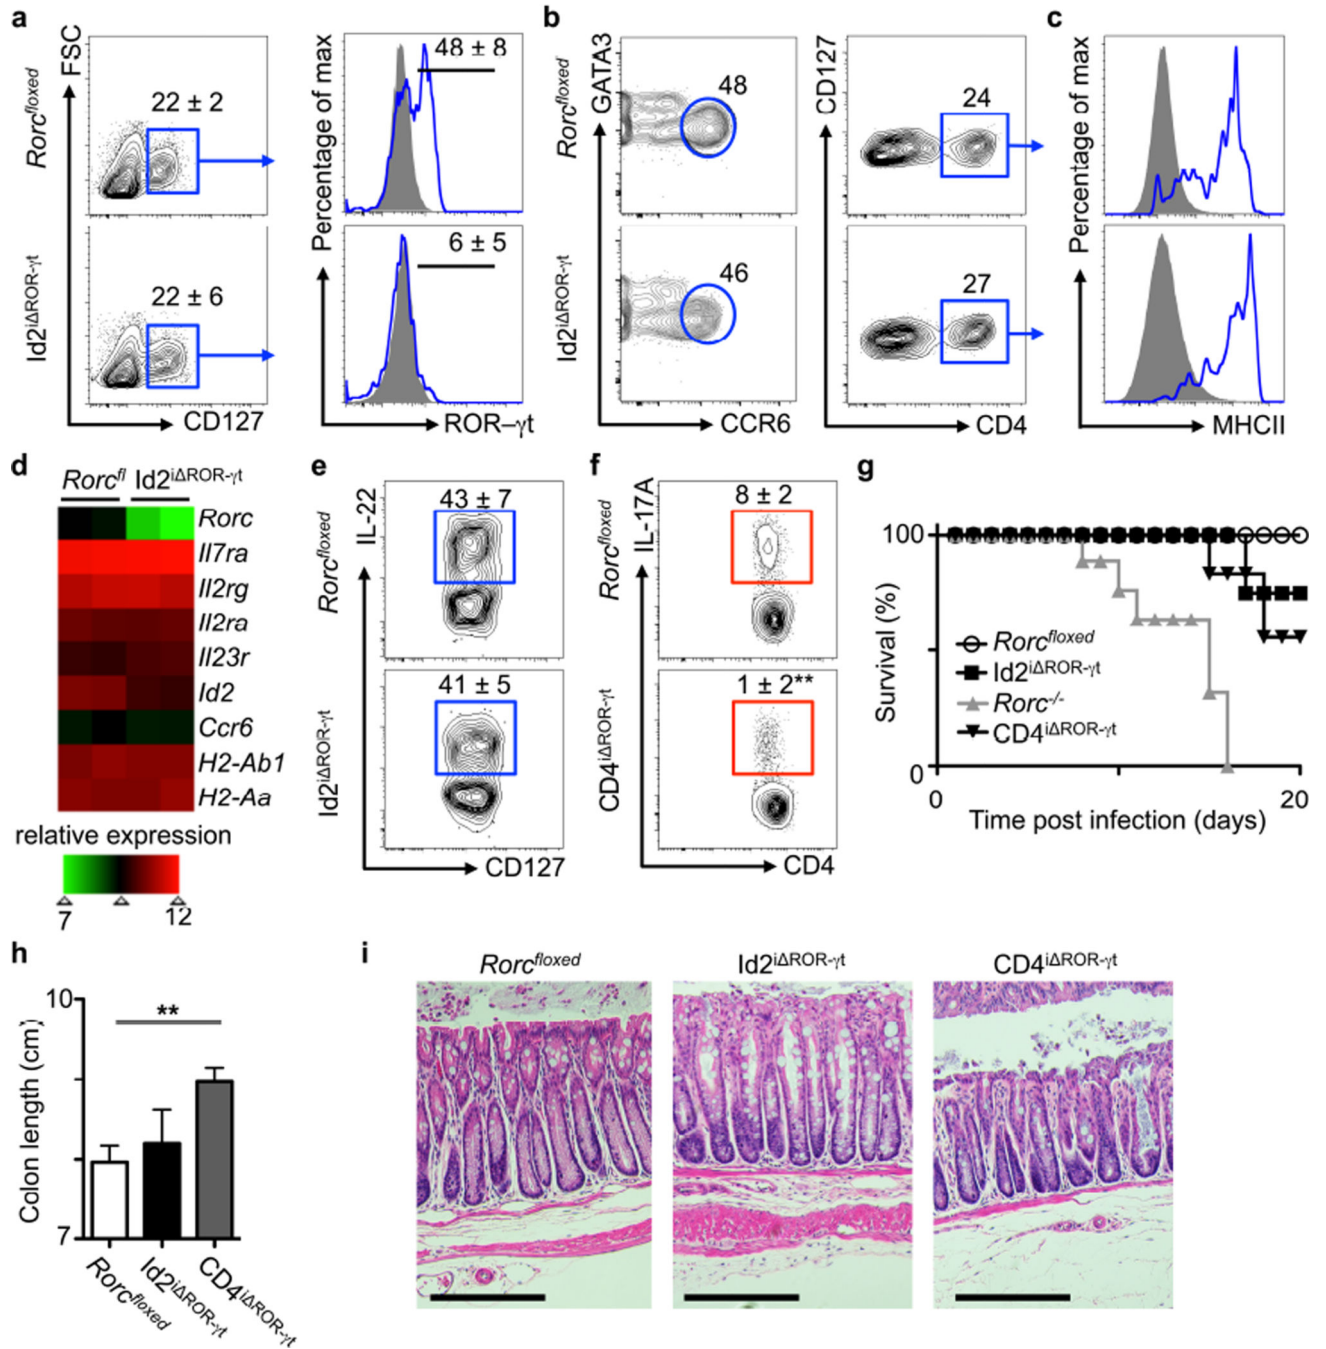 a
b
c
FSC
Rorc^floxed
22 ± 2
Id2^iΔROR-γt
22 ± 6
CD127
Percentage of max
48 ± 8
6 ± 5
ROR–γt
GATA3
Rorc^floxed
48
Id2^iΔROR-γt
46
CCR6
CD127
24
27
CD4
Percentage of max
MHCII
d
Rorc^fl Id2^iΔROR-γt
Rorc
Il7ra
Il2rg
Il2ra
Il23r
Id2
Ccr6
H2-Ab1
H2-Aa
relative expression
7 12
e
IL-22
Rorc^floxed
43 ± 7
Id2^iΔROR-γt
41 ± 5
CD127
f
IL-17A
Rorc^floxed
8 ± 2
CD4^iΔROR-γt
1 ± 2**
CD4
g
100
Survival (%)
Rorc^floxed
Id2^iΔROR-γt
Rorc^-/-
CD4^iΔROR-γt
0
0 20
Time post infection (days)
h
10
**
Colon length (cm)
7
Rorc^floxed
Id2^iΔROR-γt
CD4^iΔROR-γt
i
Rorc^floxed Id2^iΔROR-γt CD4^iΔROR-γt